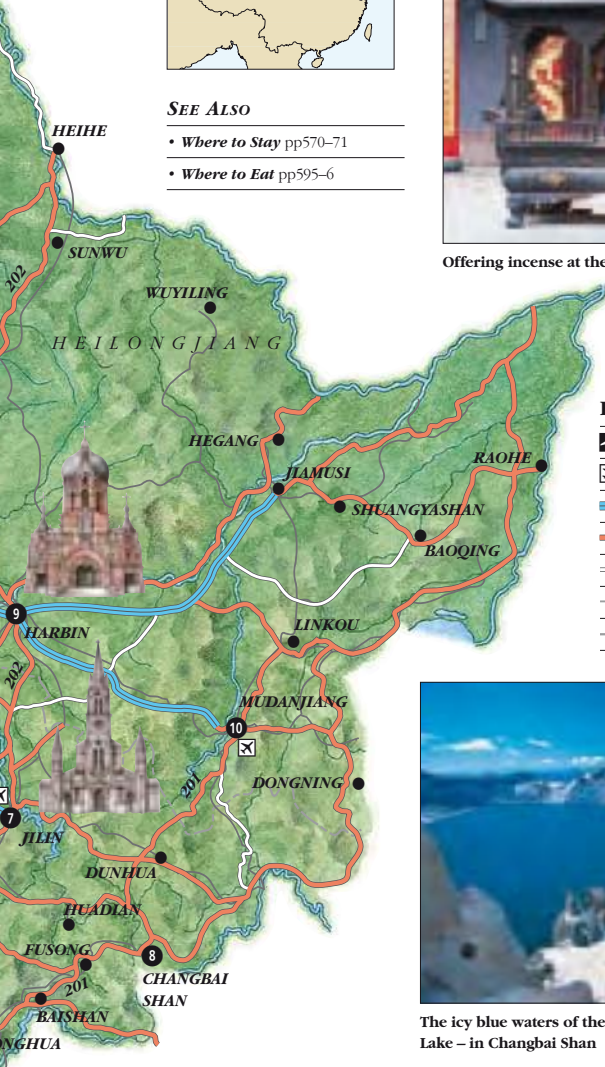 SEE ALSO
• Where to Stay pp570–71
• Where to Eat pp595–6
HEIHE
SUNWU
202
WUYILING
HEILONGJIANG
Offering incense at the
HEGANG
JIAMUSI
RAOHE
SHUANGYASHAN
BAOQING
9
HARBIN
LINKOU
202
MUDANJIANG
10
DONGNING
201
7
JILIN
DUNHUA
HUADIAN
FUSONG
8
CHANGBAI
SHAN
201
BAISHAN
NGHUA
The icy blue waters of the
Lake – in Changbai Shan